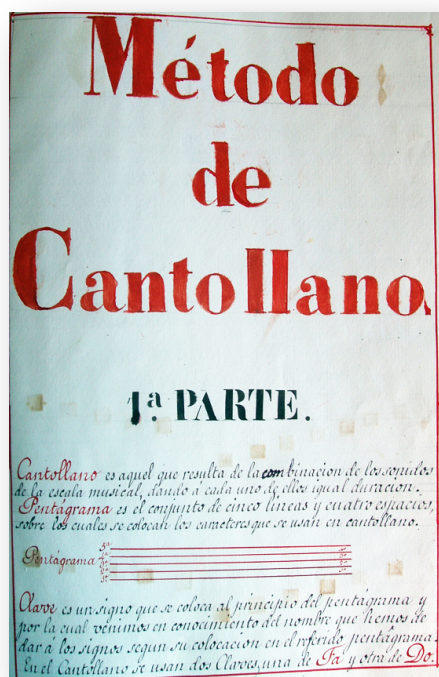 Método
de
Cantollano.
1ª PARTE.
Cantollano es aquel que resulta de la combinacion de los sonidos
de la escala musical, dando á cada uno de ellos igual duracion.
Pentágrama es el conjunto de cinco lineas y cuatro espacios,
sobre los cuales se colocan los caracteres que se usan en cantollano.
Pentágrama
Clave es un signo que se coloca al principio del pentágrama y
por la cual venimos en conocimiento del nombre que hemos de
dar á los signos segun su colocacion en el referido pentágrama.
En el Cantollano se usan dos Claves, una de Fa y otra de Do.